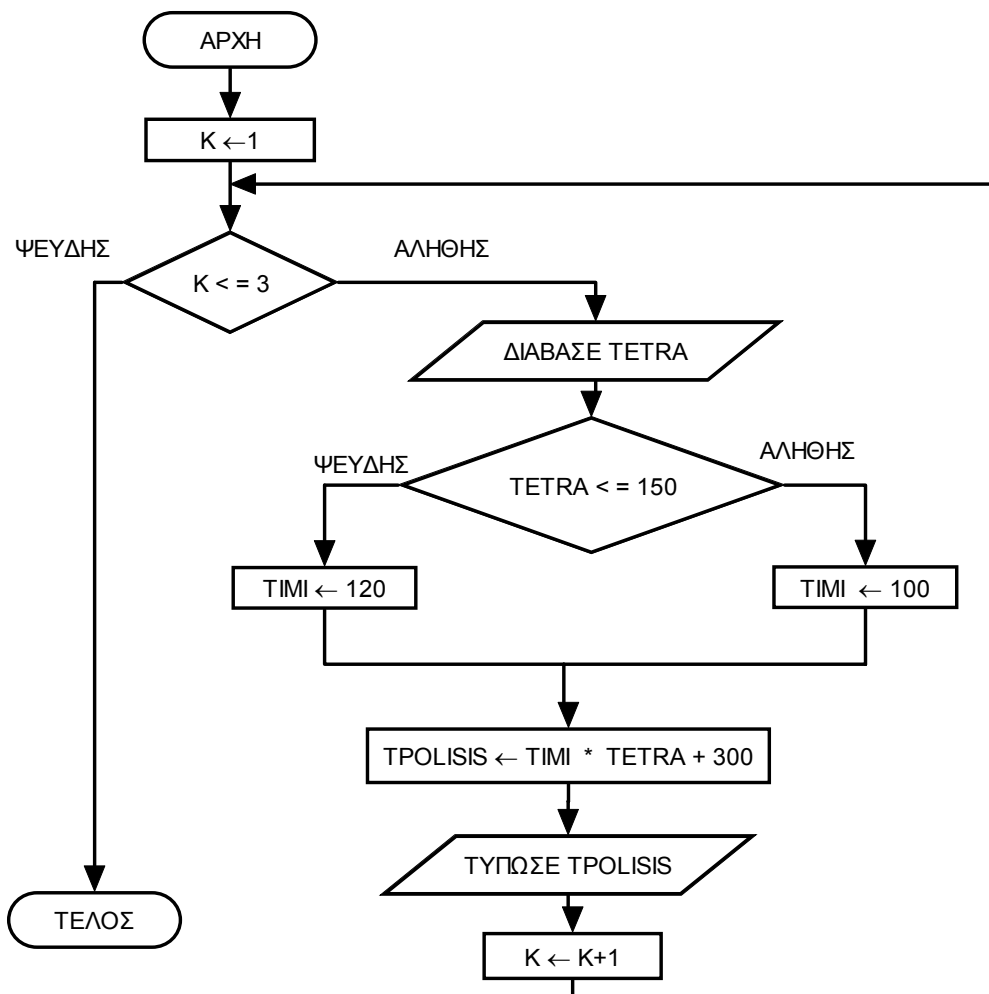 ΑΡΧΗ
K ←1
ΨΕΥΔΗΣ
ΑΛΗΘΗΣ
K < = 3
ΔΙΑΒΑΣΕ TETRA
ΨΕΥΔΗΣ
ΑΛΗΘΗΣ
TETRA < = 150
TIMI ← 120
TIMI ← 100
TPOLISIS ← TIMI * TETRA + 300
ΤΥΠΩΣΕ TPOLISIS
ΤΕΛΟΣ
K ← K+1